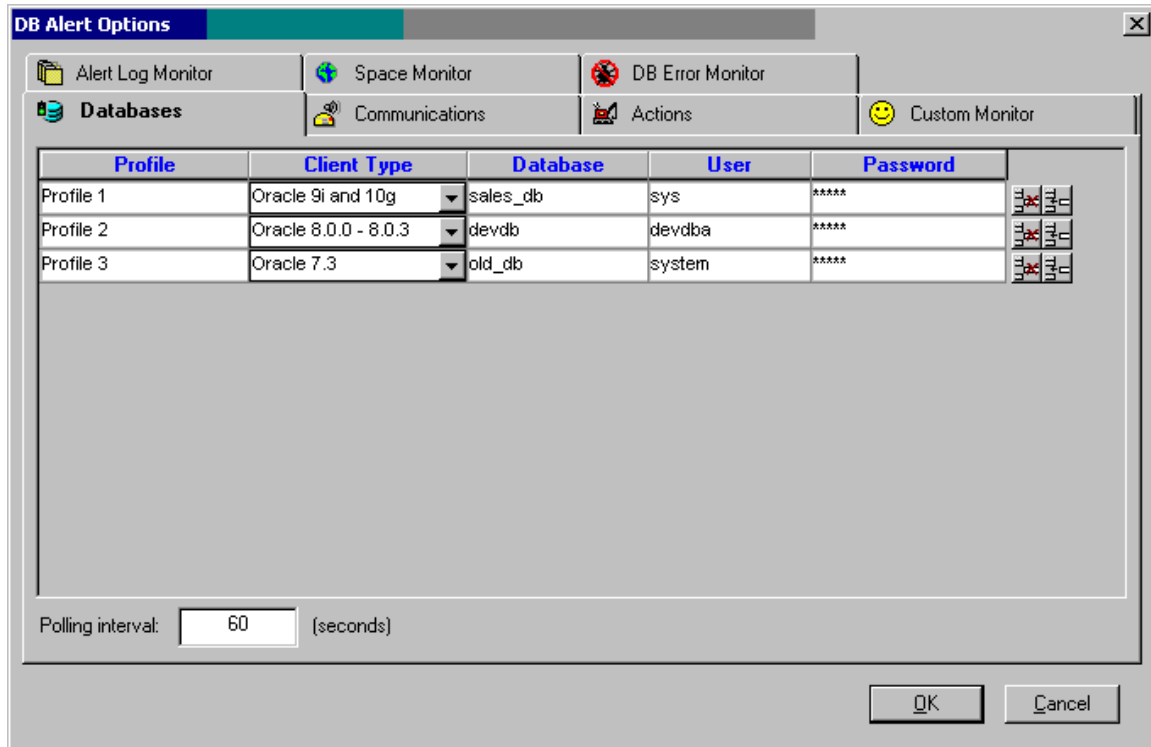 DB Alert Options
Alert Log Monitor Space Monitor DB Error Monitor
Databases Communications Actions Custom Monitor
Profile Client Type Database User Password
Profile 1 Oracle 9i and 10g sales_db sys *****
Profile 2 Oracle 8.0.0 - 8.0.3 devdb devdba *****
Profile 3 Oracle 7.3 old_db system *****
Polling interval: 60 (seconds)
OK Cancel